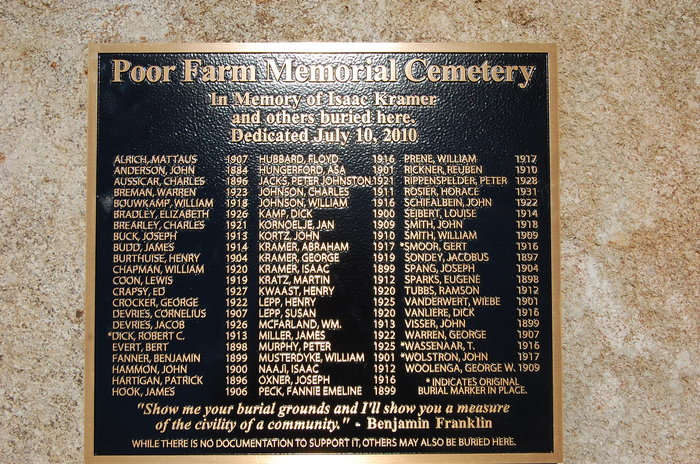 Poor Farm Memorial Cemetery
In Memory of Isaac Kramer
and others buried here.
Dedicated July 10, 2010
ALRICH, MATTAUS 1907
ANDERSON, JOHN 1884
AUSSICAR, CHARLES 1896
BREMAN, WARREN 1923
BOUWKAMP, WILLIAM 1918
BRADLEY, ELIZABETH 1926
BREARLEY, CHARLES 1921
BUCK, JOSEPH 1913
BUDD, JAMES 1914
BURTHUISE, HENRY 1904
CHAPMAN, WILLIAM 1920
COON, LEWIS 1919
CRAPSY, ED 1927
CROCKER, GEORGE 1922
DEVRIES, CORNELIUS 1907
DEVRIES, JACOB 1926
*DICK, ROBERT C. 1913
EVERT, BERT 1898
FANNER, BENJAMIN 1899
HAMMON, JOHN 1900
HARTIGAN, PATRICK 1896
HOOK, JAMES 1906
HUBBARD, FLOYD 1916
HUNGERFORD, ASA 1901
JACKS, PETER JOHNSTON 1921
JOHNSON, CHARLES 1911
JOHNSON, WILLIAM 1916
KAMP, DICK 1900
KORNOELJE, JAN 1909
KORTZ, JOHN 1910
KRAMER, ABRAHAM 1917
KRAMER, GEORGE 1919
KRAMER, ISAAC 1899
KRATZ, MARTIN 1912
KWAAST, HENRY 1920
LEPP, HENRY 1925
LEPP, SUSAN 1920
MCFARLAND, WM. 1913
MILLER, JAMES 1922
MURPHY, PETER 1925
MUSTERDYKE, WILLIAM 1901
NAAJI, ISAAC 1912
OXNER, JOSEPH 1916
PECK, FANNIE EMELINE 1899
PRENE, WILLIAM 1917
RICKNER, REUBEN 1910
RIPPENSPELDER, PETER 1928
ROSIER, HORACE 1931
SCHIFALBEIN, JOHN 1922
SEIBERT, LOUISE 1914
SMITH, JOHN 1918
SMITH, WILLIAM 1909
*SMOOR, GERT 1916
SONDEY, JACOBUS 1897
SPANG, JOSEPH 1904
SPARKS, EUGENE 1898
TUBBS, RAMSON 1912
VANDERWERT, WIEBE 1901
VANLIERE, DICK 1916
VISSER, JOHN 1899
WARREN, GEORGE 1907
*WASSENAAR, T. 1916
*WOLSTRON, JOHN 1917
WOOLENGA, GEORGE W. 1909
* INDICATES ORIGINAL
BURIAL MARKER IN PLACE.
"Show me your burial grounds and I'll show you a measure
of the civility of a community." - Benjamin Franklin
WHILE THERE IS NO DOCUMENTATION TO SUPPORT IT, OTHERS MAY ALSO BE BURIED HERE.